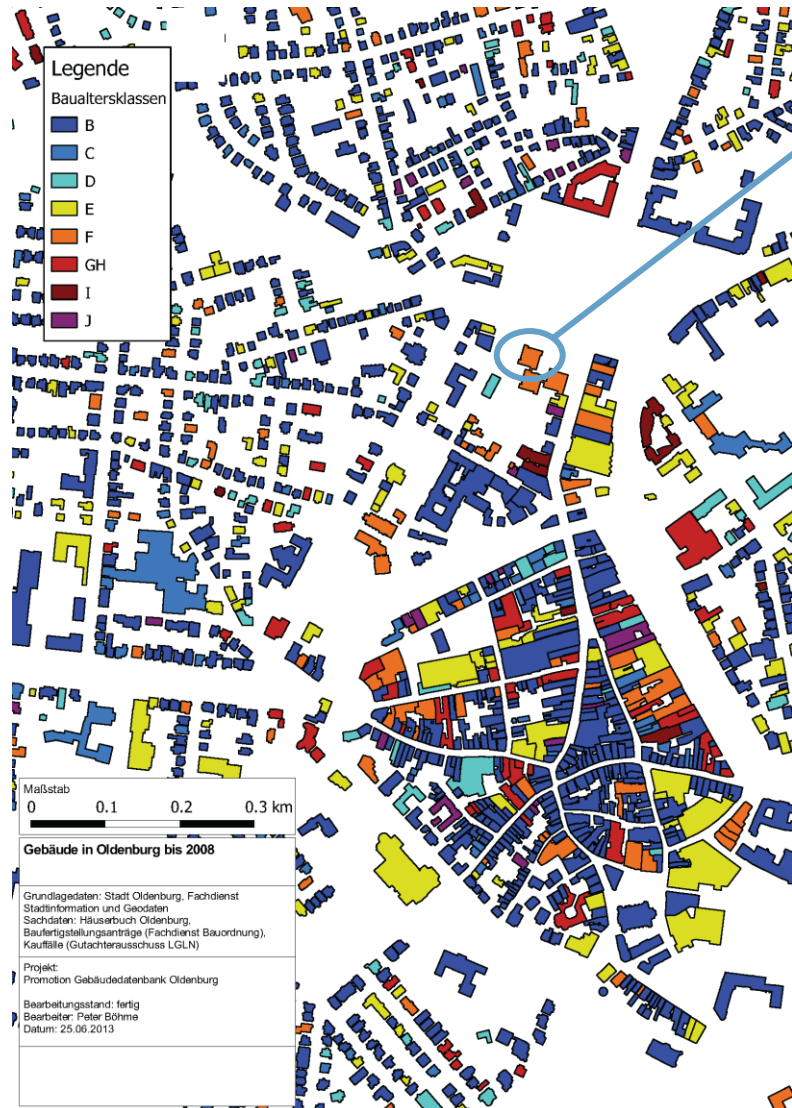 Legende
Baualtersklassen
B
C
D
E
F
GH
I
J
Maßstab
0 0.1 0.2 0.3 km
Gebäude in Oldenburg bis 2008
Grundlagedaten: Stadt Oldenburg, Fachdienst
Stadtinformation und Geodaten
Sachdaten: Häuserbuch Oldenburg,
Baufertigstellungsanträge (Fachdienst Bauordnung),
Kauffälle (Gutachterausschuss LGLN)
Projekt:
Promotion Gebäudedatenbank Oldenburg
Bearbeitungsstand: fertig
Bearbeiter: Peter Böhme
Datum: 25.06.2013